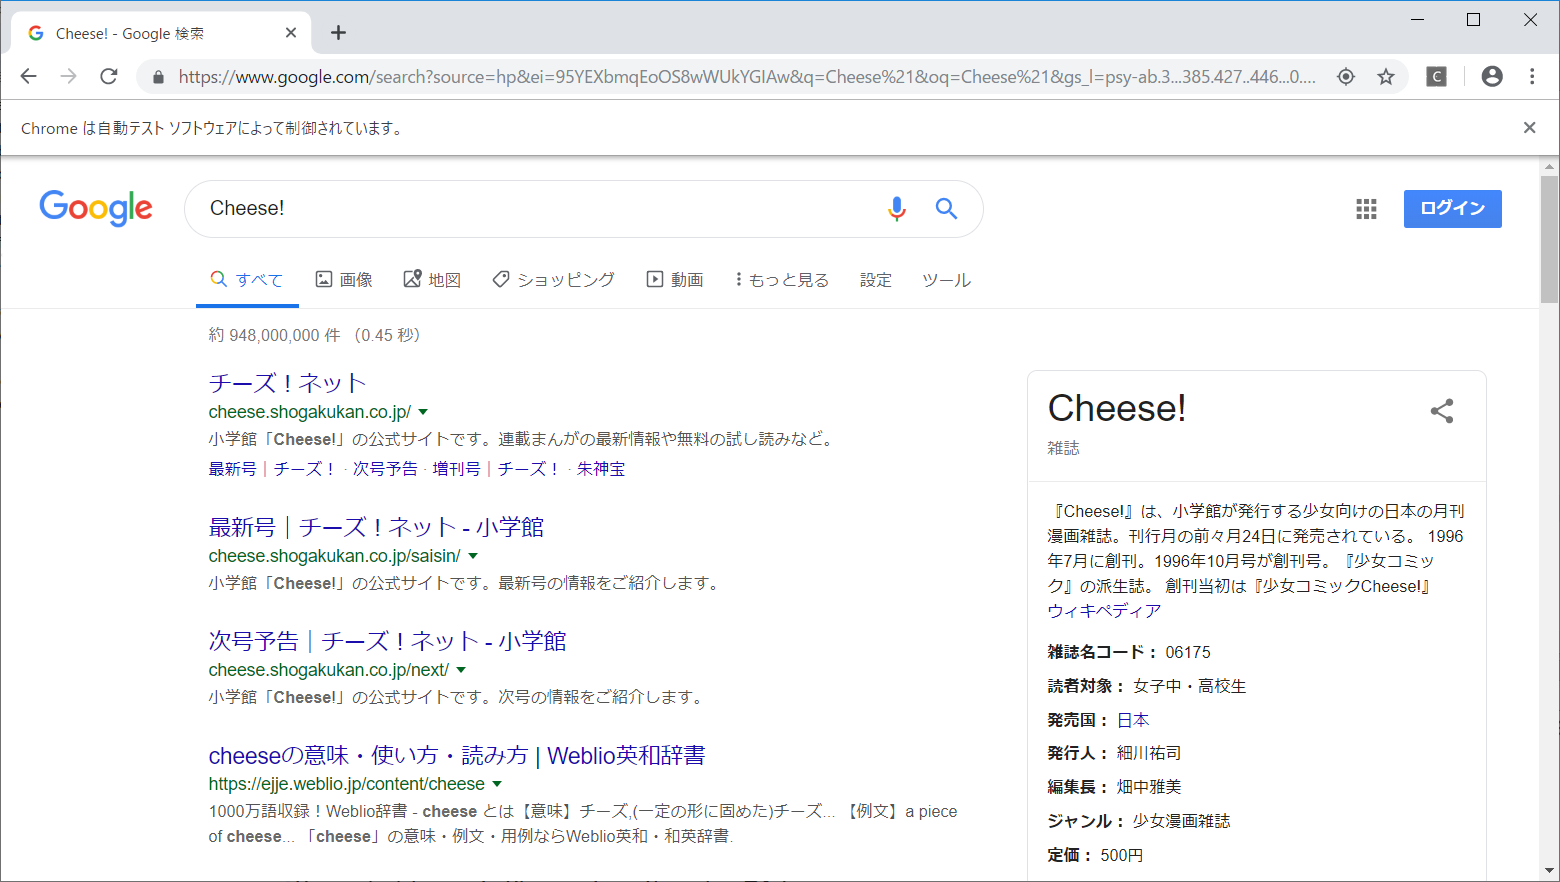 Cheese! - Google 検索
https://www.google.com/search?source=hp&ei=95YEXbmqEoOS8wWUkYGIAw&q=Cheese%21&oq=Cheese%21&gs_l=psy-ab.3...385.427..446...0....
C
Chrome は自動テスト ソフトウェアによって制御されています。
Google
Cheese!
ログイン
すべて 画像 地図 ショッピング 動画 もっと見る 設定 ツール
約 948,000,000 件 （0.45 秒）
チーズ！ネット
cheese.shogakukan.co.jp/
小学館「Cheese!」の公式サイトです。連載まんがの最新情報や無料の試し読みなど。
最新号｜チーズ！ · 次号予告 · 増刊号｜チーズ！ · 朱神宝
最新号｜チーズ！ネット - 小学館
cheese.shogakukan.co.jp/saisin/
小学館「Cheese!」の公式サイトです。最新号の情報をご紹介します。
次号予告｜チーズ！ネット - 小学館
cheese.shogakukan.co.jp/next/
小学館「Cheese!」の公式サイトです。次号の情報をご紹介します。
cheeseの意味・使い方・読み方 | Weblio英和辞書
https://ejje.weblio.jp/content/cheese
1000万語収録！Weblio辞書 - cheese とは【意味】チーズ,(一定の形に固めた)チーズ... 【例文】a piece
of cheese... 「cheese」の意味・例文・用例ならWeblio英和・和英辞書.
Cheese!
雑誌
『Cheese!』は、小学館が発行する少女向けの日本の月刊
漫画雑誌。刊行月の前々月24日に発売されている。 1996
年7月に創刊。1996年10月号が創刊号。『少女コミッ
ク』の派生誌。 創刊当初は『少女コミックCheese!』
ウィキペディア
雑誌名コード： 06175
読者対象： 女子中・高校生
発売国： 日本
発行人： 細川祐司
編集長： 畑中雅美
ジャンル： 少女漫画雑誌
定価： 500円